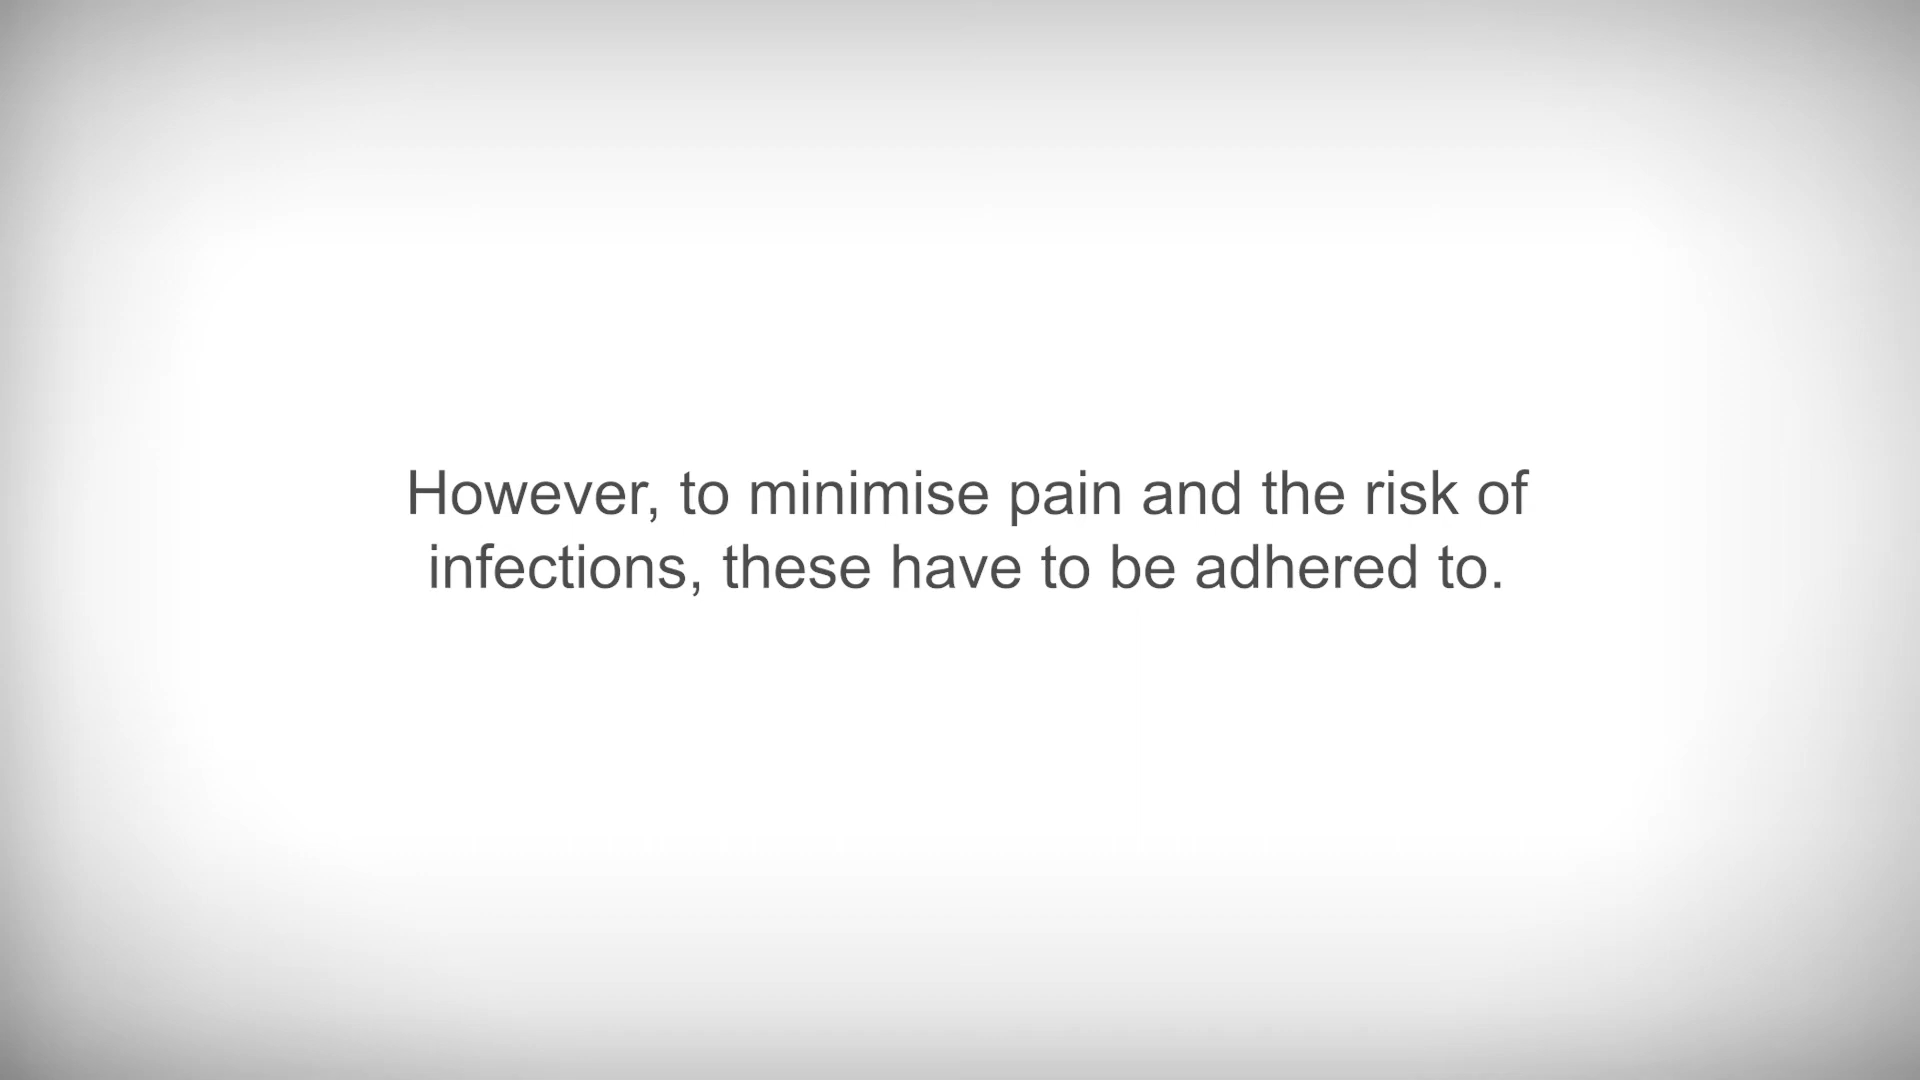 However, to minimise pain and the risk of
infections, these have to be adhered to.